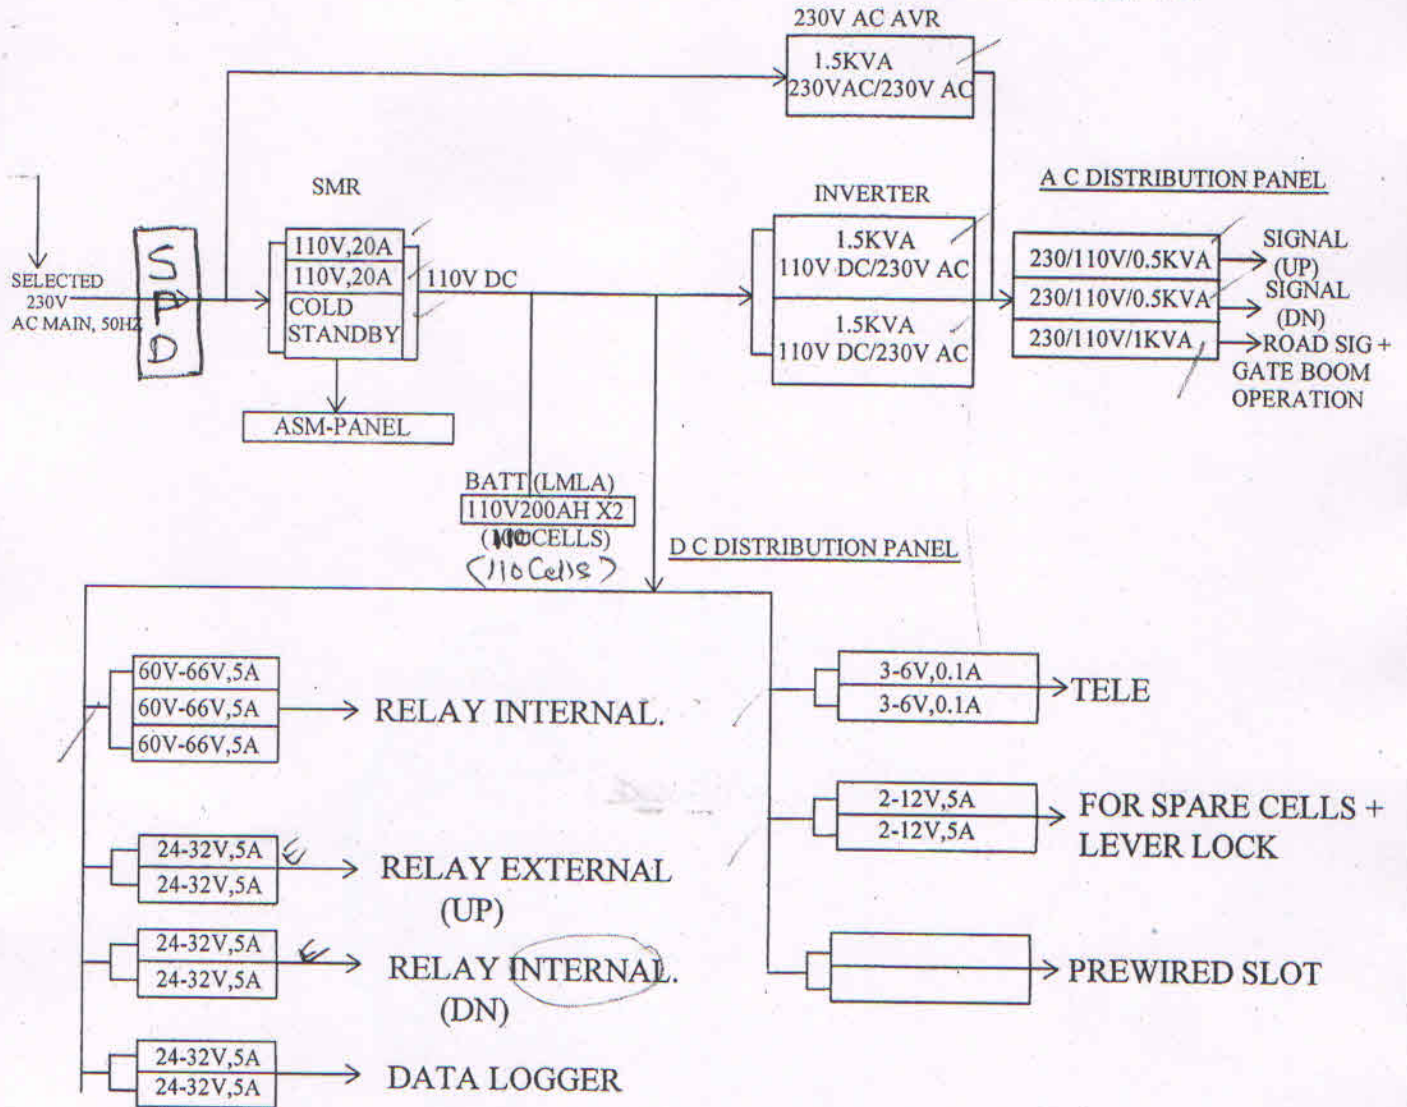 230V AC AVR
1.5KVA
230VAC/230V AC
SMR
110V,20A
110V,20A
COLD
STANDBY
110V DC
SELECTED
230V
AC MAIN, 50HZ
SPD
ASM-PANEL
INVERTER
1.5KVA
110V DC/230V AC
1.5KVA
110V DC/230V AC
A C DISTRIBUTION PANEL
230/110V/0.5KVA
230/110V/0.5KVA
230/110V/1KVA
SIGNAL
(UP)
SIGNAL
(DN)
ROAD SIG +
GATE BOOM
OPERATION
BATT (LMLA)
110V200AH X2
(110CELLS)
(110 Cells)
D C DISTRIBUTION PANEL
60V-66V,5A
60V-66V,5A
60V-66V,5A
RELAY INTERNAL.
24-32V,5A
24-32V,5A
RELAY EXTERNAL
(UP)
24-32V,5A
24-32V,5A
RELAY INTERNAL.
(DN)
24-32V,5A
24-32V,5A
DATA LOGGER
3-6V,0.1A
3-6V,0.1A
TELE
2-12V,5A
2-12V,5A
FOR SPARE CELLS +
LEVER LOCK
PREWIRED SLOT